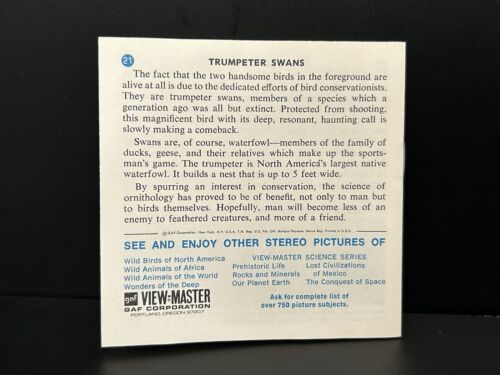 21 TRUMPETER SWANS
The fact that the two handsome birds in the foreground are
alive at all is due to the dedicated efforts of bird conservationists.
They are trumpeter swans, members of a species which a
generation ago was all but extinct. Protected from shooting,
this magnificent bird with its deep, resonant, haunting call is
slowly making a comeback.
Swans are, of course, waterfowl—members of the family of
ducks, geese, and their relatives which make up the sports-
man's game. The trumpeter is North America's largest native
waterfowl. It builds a nest that is up to 5 feet wide.
By spurring an interest in conservation, the science of
ornithology has proved to be of benefit, not only to man but
to birds themselves. Hopefully, man will become less of an
enemy to feathered creatures, and more of a friend.
©GAF Corporation, New York, N.Y. U.S.A. T.M. Reg. U.S. Pat. Off. Printed in U.S.A.
SEE AND ENJOY OTHER STEREO PICTURES OF
Wild Birds of North America
Wild Animals of Africa
Wild Animals of the World
Wonders of the Deep
VIEW-MASTER SCIENCE SERIES
Prehistoric Life
Rocks and Minerals
Our Planet Earth
Lost Civilizations
of Mexico
The Conquest of Space
gaf VIEW-MASTER
GAF CORPORATION
PORTLAND, OREGON 97207
Ask for complete list of
over 750 picture subjects.